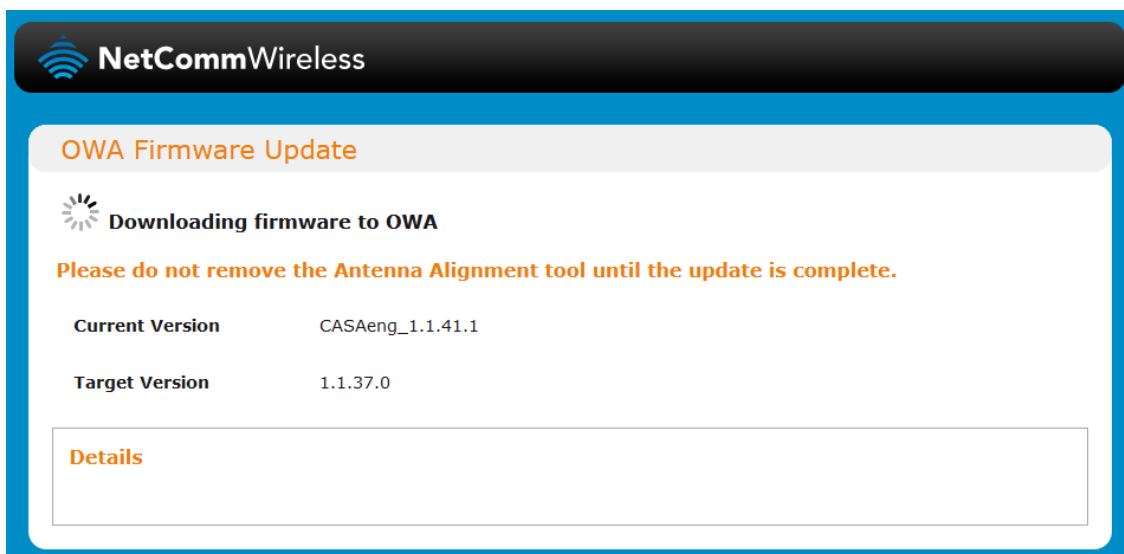 NetCommWireless
OWA Firmware Update
Downloading firmware to OWA
Please do not remove the Antenna Alignment tool until the update is complete.
Current Version CASAeng_1.1.41.1
Target Version 1.1.37.0
Details